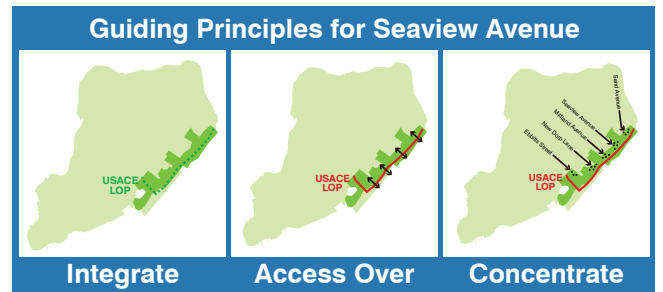 Guiding Principles for Seaview Avenue
USACE
LOP
Integrate
USACE
LOP
Access Over
Sand Avenue
Seaview Avenue
Midland Avenue
New Dorp Lane
Ebbitts Street
USACE
LOP
Concentrate